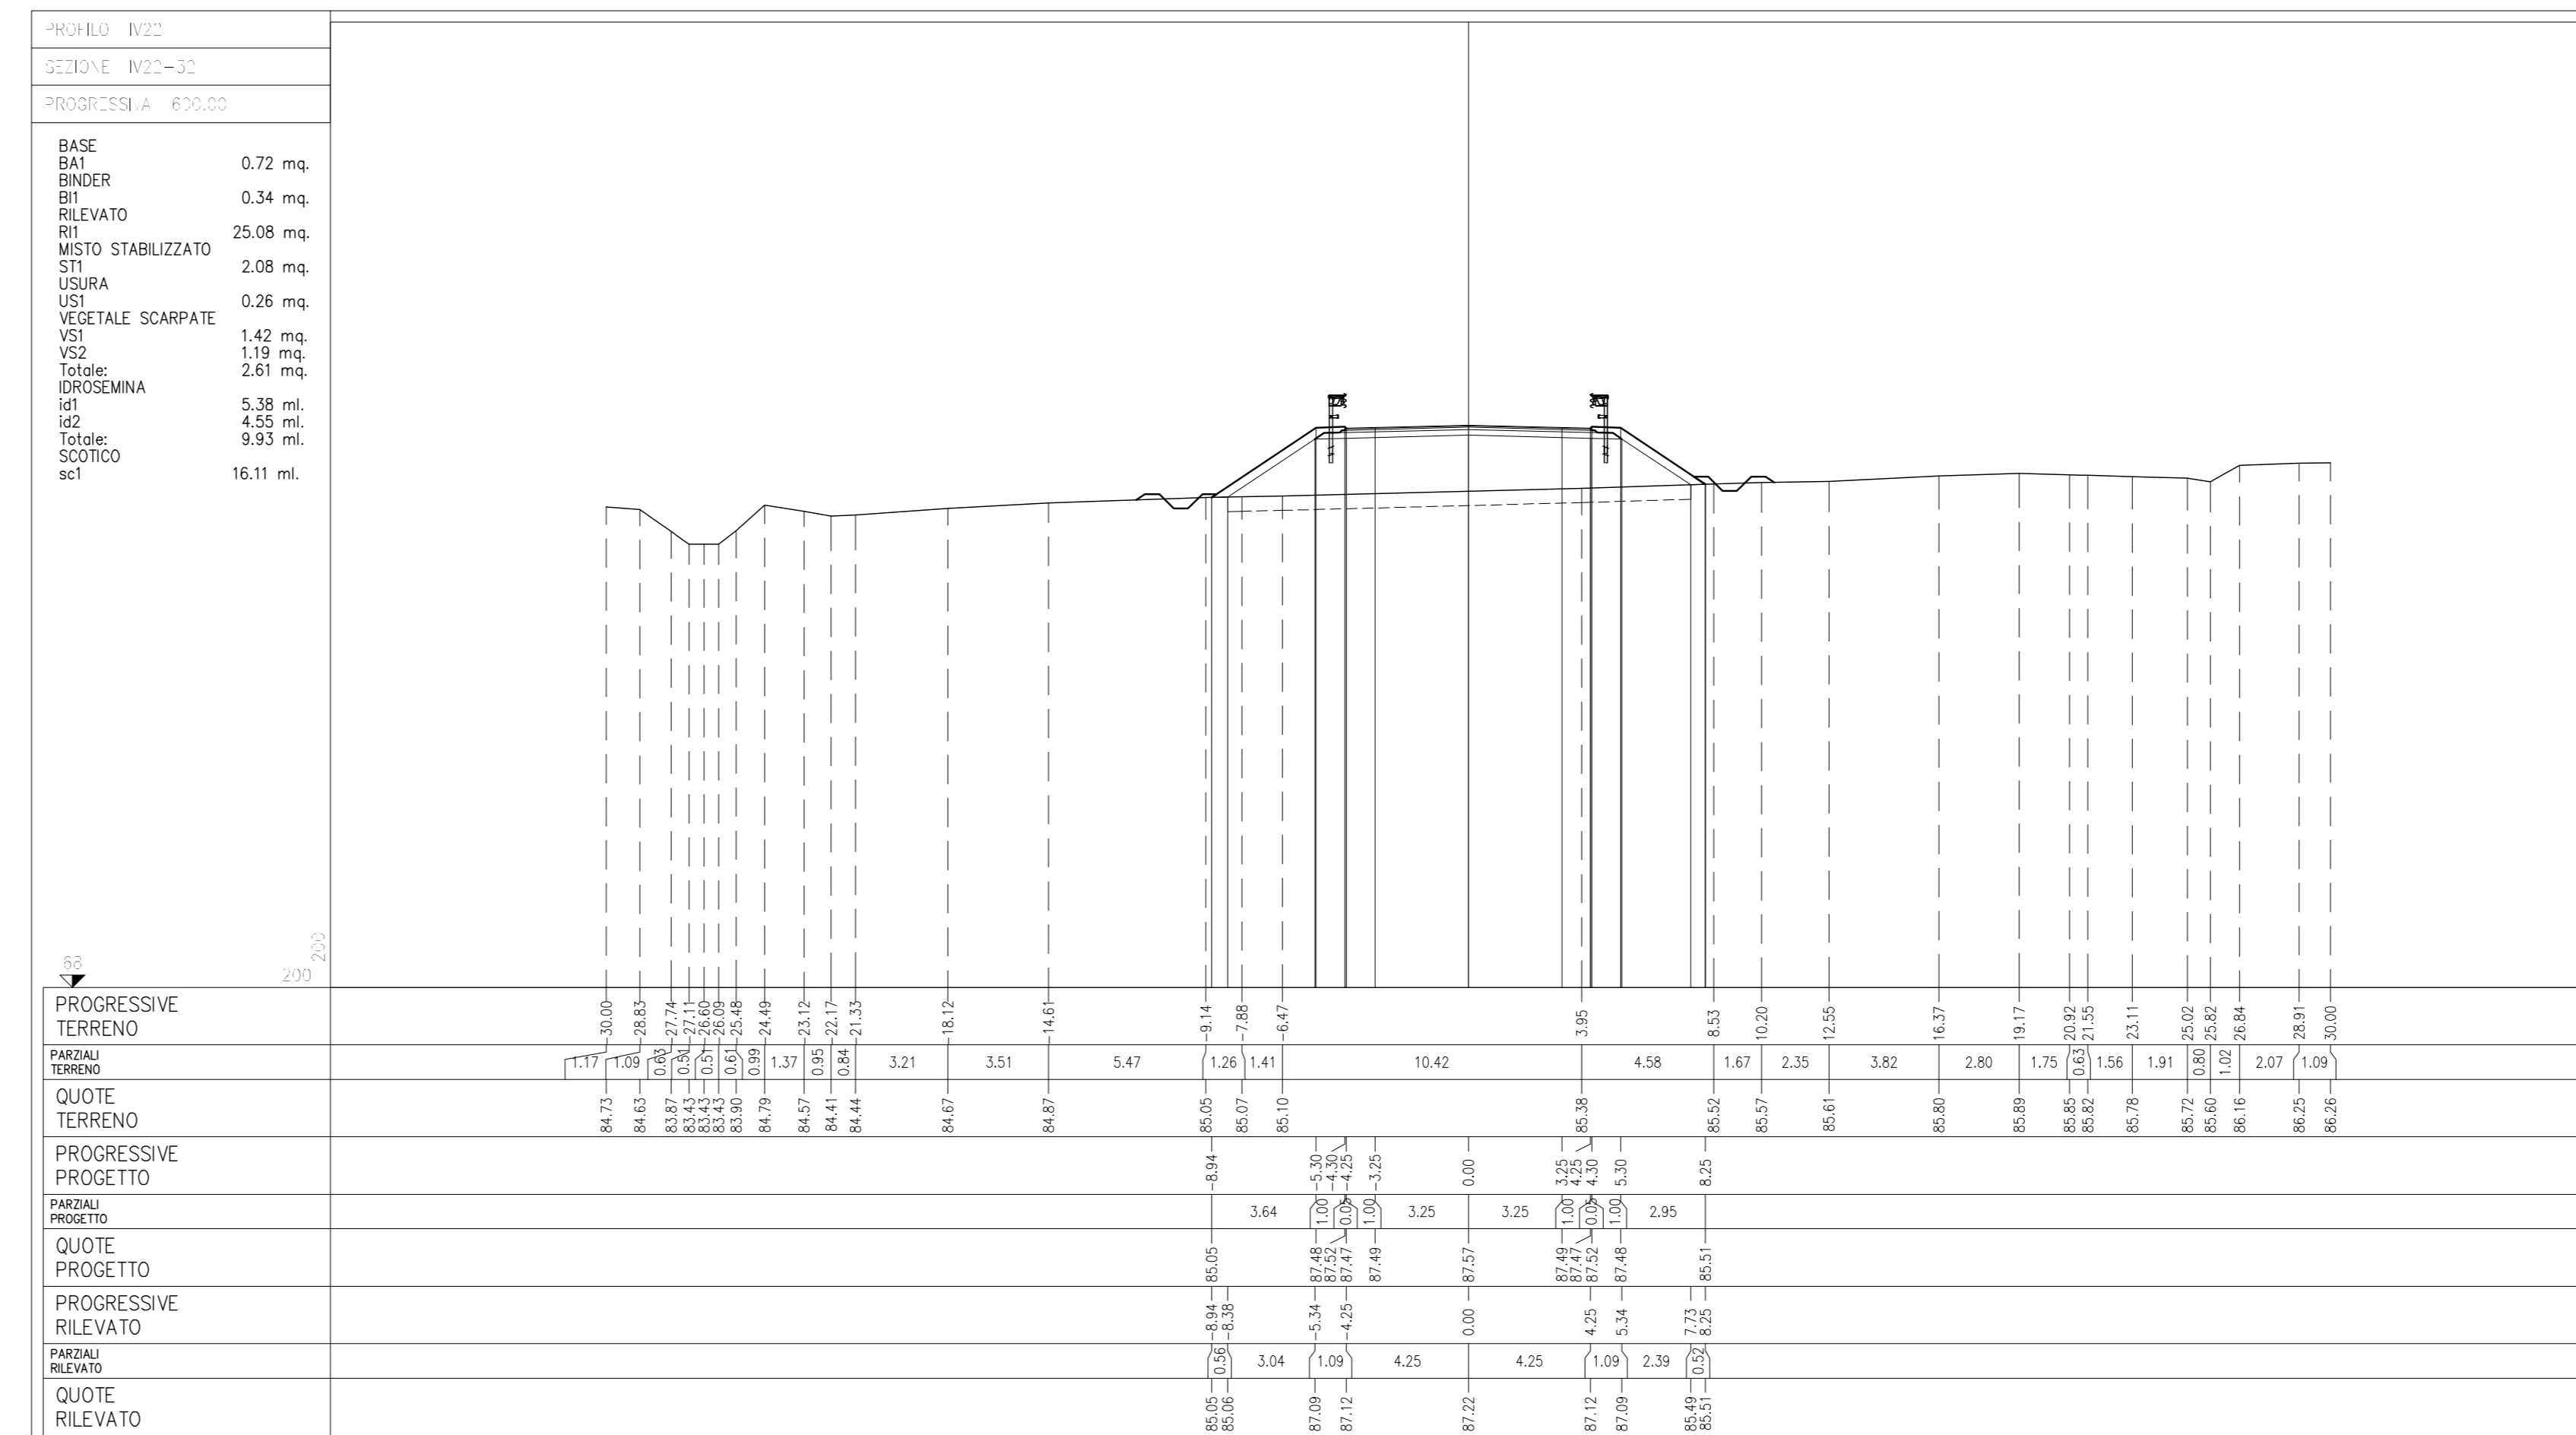 PROFILO IV22
SEZIONE IV22-32
PROGRESSIVA 600.00
BASE
BA1 0.72 mq.
BINDER
BI1 0.34 mq.
RILEVATO
RI1 25.08 mq.
MISTO STABILIZZATO
ST1 2.08 mq.
USURA
US1 0.26 mq.
VEGETALE SCARPATE
VS1 1.42 mq.
VS2 1.19 mq.
Totale: 2.61 mq.
IDROSEMINA
id1 5.38 ml.
id2 4.55 ml.
Totale: 9.93 ml.
SCOTICO
sc1 16.11 ml.
68
200
200
PROGRESSIVE
TERRENO
-30.00 -28.83 -27.74 -27.11 -26.60 -26.09 -25.48 -24.49 -23.12 -22.17 -21.33 -18.12 -14.61 -9.14 -7.88 -6.47 3.95 8.53 10.20 12.55 16.37 19.17 20.92 21.55 23.11 25.02 25.82 26.84 28.91 30.00
PARZIALI
TERRENO
1.17 1.09 0.63 0.51 0.51 0.61 0.99 1.37 0.95 0.84 3.21 3.51 5.47 1.26 1.41 10.42 4.58 1.67 2.35 3.82 2.80 1.75 0.63 1.56 1.91 0.80 1.02 2.07 1.09
QUOTE
TERRENO
84.73 84.63 83.87 83.43 83.43 83.43 83.90 84.79 84.57 84.41 84.44 84.67 84.87 85.05 85.07 85.10 85.38 85.52 85.57 85.61 85.80 85.89 85.85 85.82 85.78 85.72 85.60 86.16 86.25 86.26
PROGRESSIVE
PROGETTO
-8.94 -5.30 -4.30 -4.25 -3.25 0.00 3.25 4.25 4.30 5.30 8.25
PARZIALI
PROGETTO
3.64 1.00 0.05 1.00 3.25 3.25 1.00 0.05 1.00 2.95
QUOTE
PROGETTO
85.05 87.48 87.52 87.47 87.49 87.57 87.49 87.47 87.52 87.48 85.51
PROGRESSIVE
RILEVATO
-8.94 -8.38 -5.34 -4.25 0.00 4.25 5.34 7.73 8.25
PARZIALI
RILEVATO
0.56 3.04 1.09 4.25 4.25 1.09 2.39 0.52
QUOTE
RILEVATO
85.05 85.06 87.09 87.12 87.22 87.12 87.09 85.49 85.51